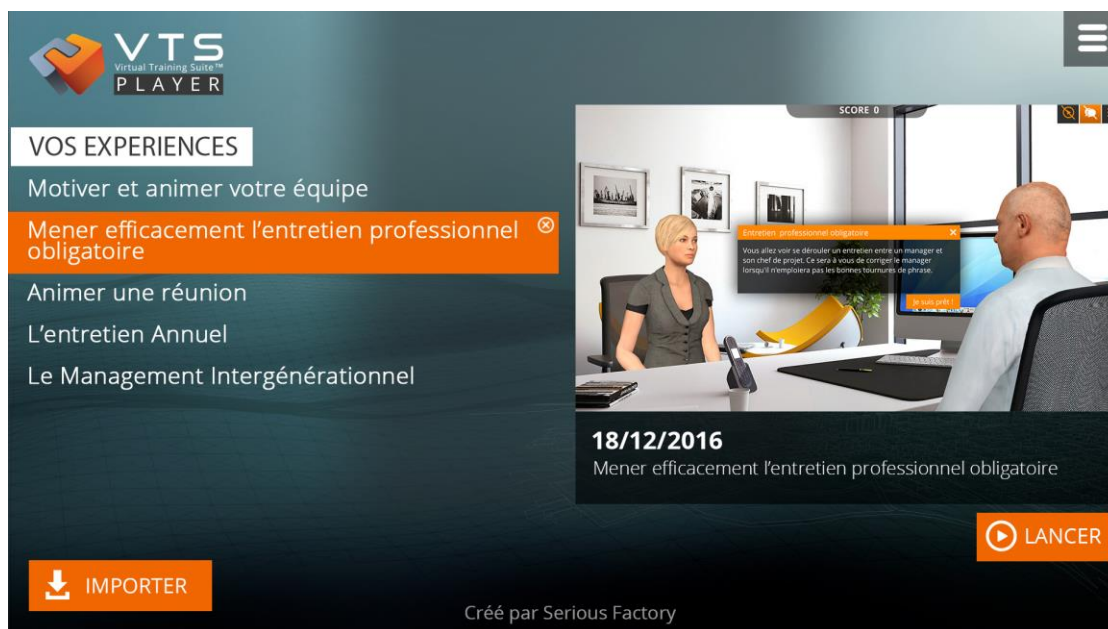 VTS
Virtual Training Suite™
PLAYER
VOS EXPERIENCES
Motiver et animer votre équipe
Mener efficacement l'entretien professionnel
obligatoire
Animer une réunion
L'entretien Annuel
Le Management Intergénérationnel
SCORE 0
Entretien professionnel obligatoire
Vous allez voir se dérouler un entretien entre un manager et
son chef de projet. Ce sera à vous de corriger le manager
lorsqu'il n'emploiera pas les bonnes tournures de phrase.
Je suis prêt !
18/12/2016
Mener efficacement l'entretien professionnel obligatoire
LANCER
IMPORTER
Créé par Serious Factory